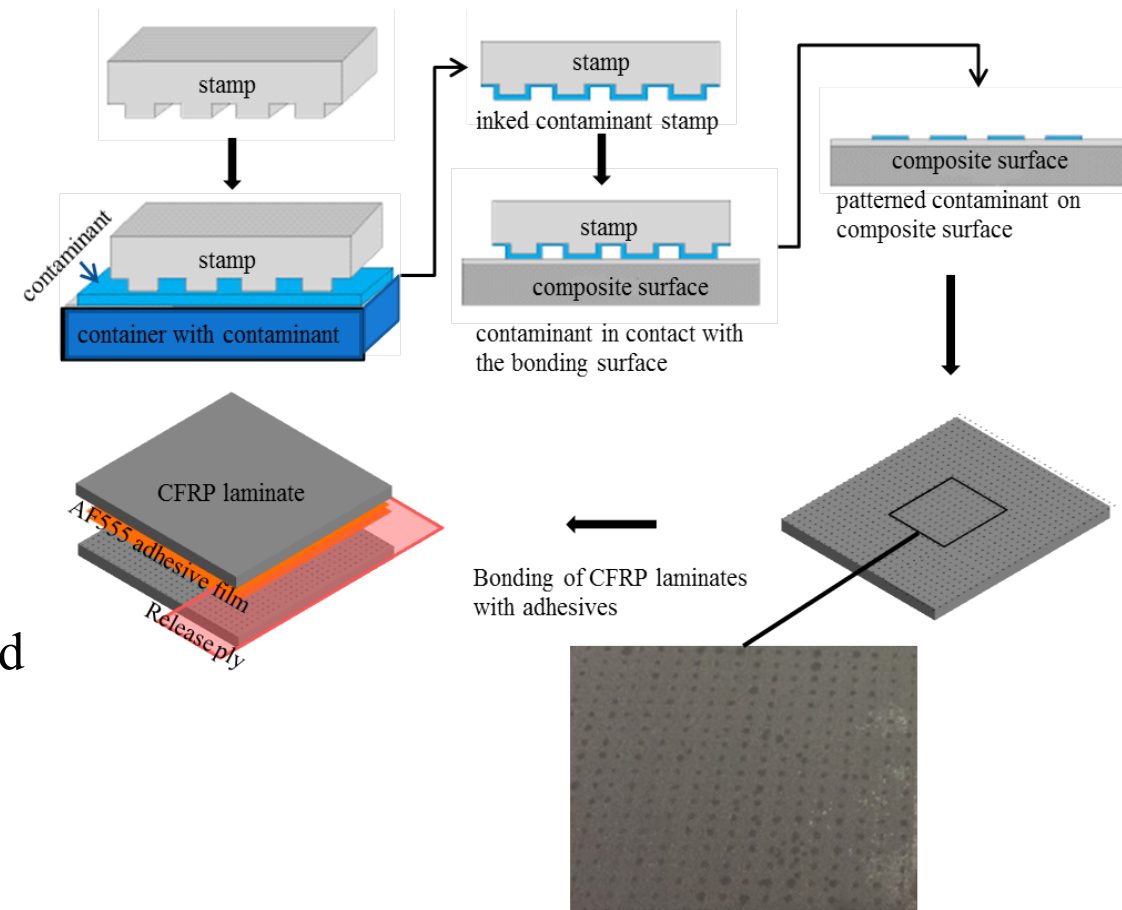 stamp
contaminant
stamp
container with contaminant
stamp
inked contaminant stamp
stamp
composite surface
contaminant in contact with
the bonding surface
composite surface
patterned contaminant on
composite surface
CFRP laminate
AF555 adhesive film
Release ply
Bonding of CFRP laminates
with adhesives
d